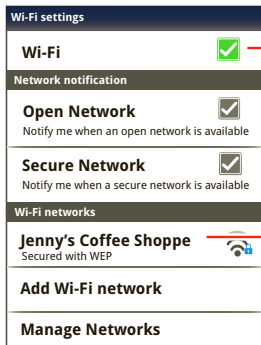 Wi-Fi settings
Wi-Fi
Network notification
Open Network
Notify me when an open network is available
Secure Network
Notify me when a secure network is available
Wi-Fi networks
Jenny’s Coffee Shoppe
Secured with WEP
Add Wi-Fi network
Manage Networks